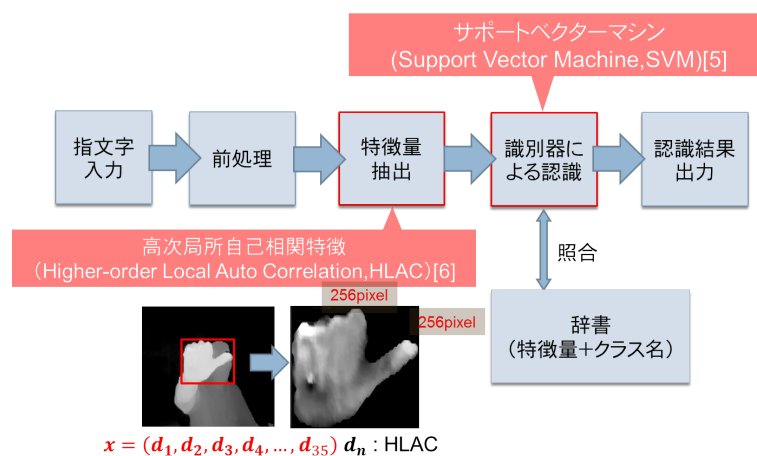 サポートベクターマシン
(Support Vector Machine,SVM)[5]
指文字
入力
前処理
特徴量
抽出
識別器に
よる認識
認識結果
出力
高次局所自己相関特徴
（Higher-order Local Auto Correlation,HLAC）[6]
照合
256pixel
256pixel
辞書
（特徴量＋クラス名）
x = (d₁, d₂, d₃, d₄, …, d₃₅) dₙ : HLAC